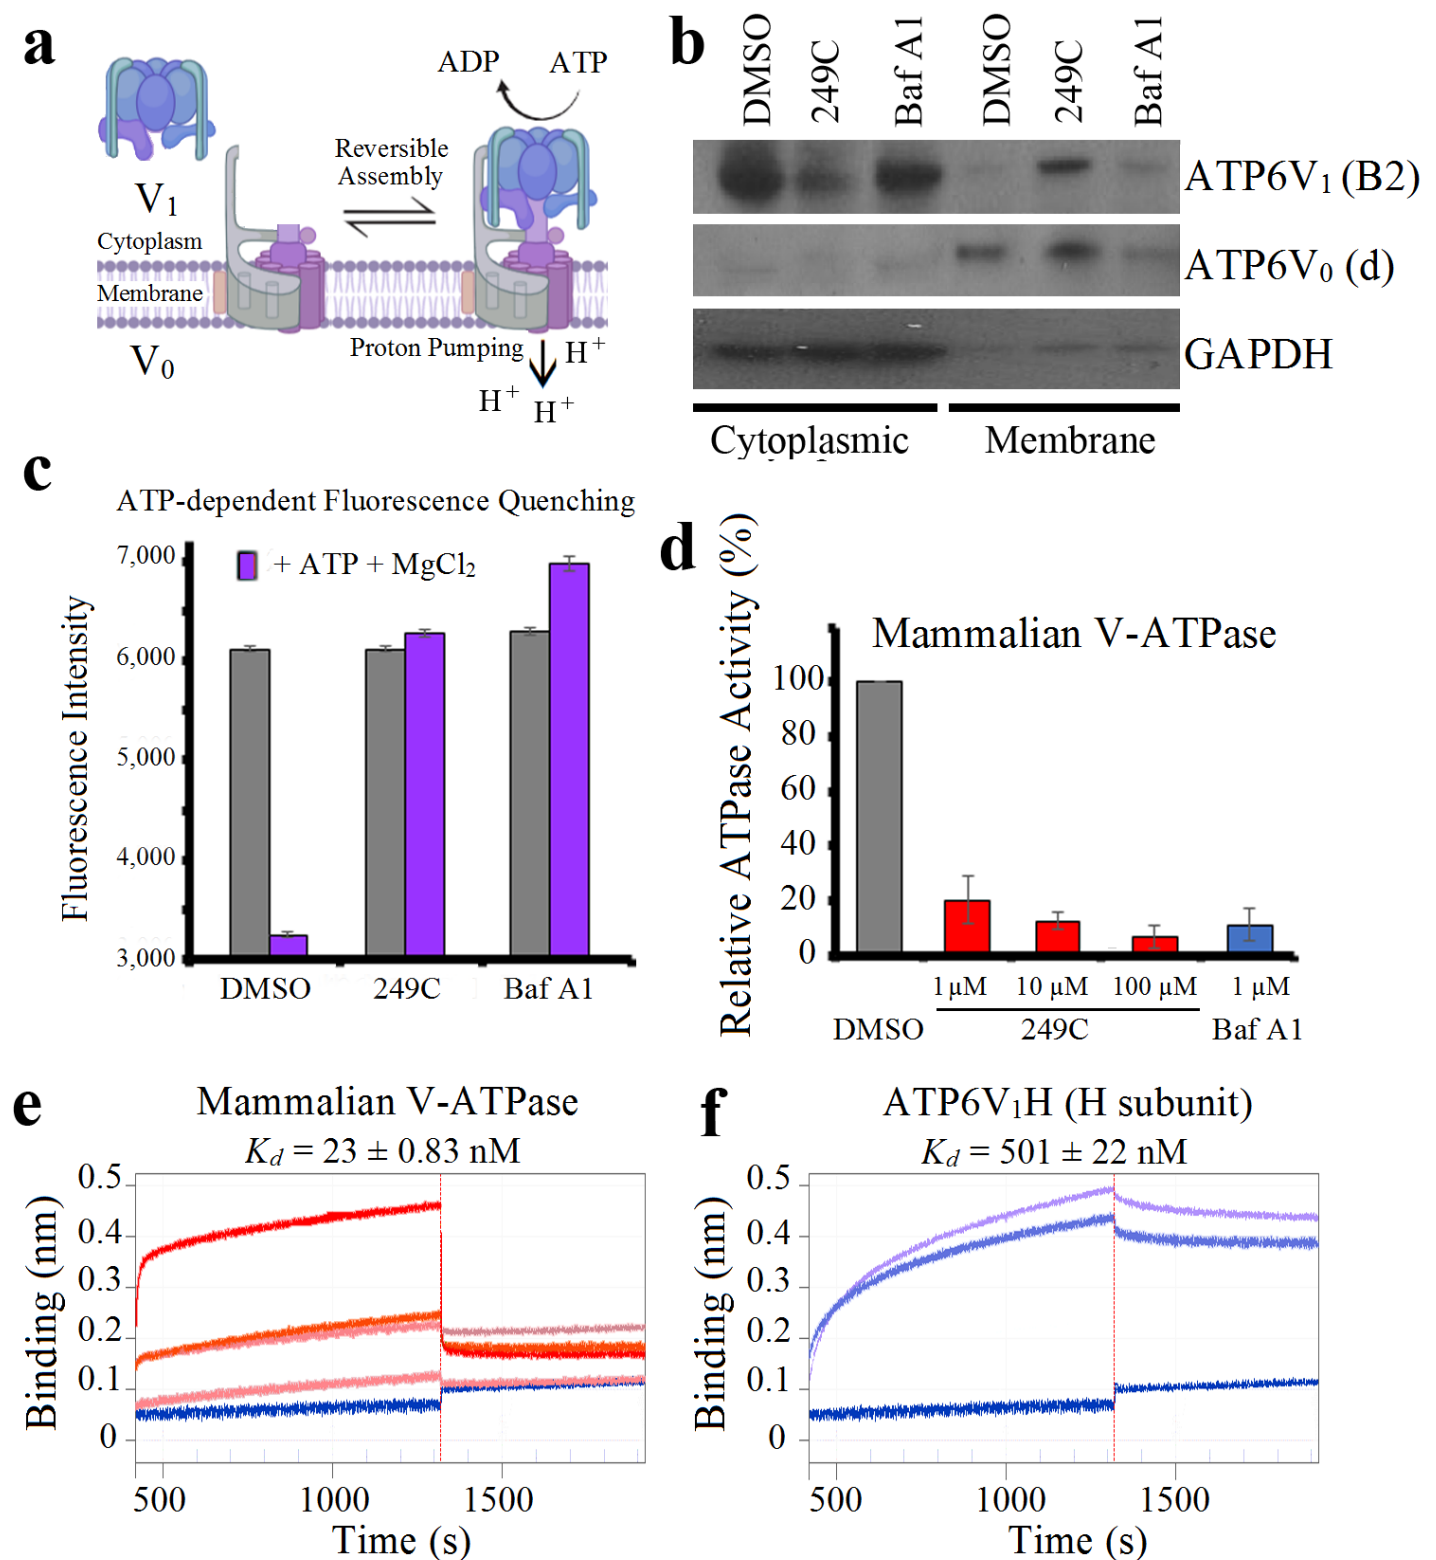 a
ADP
ATP
V₁
Reversible
Assembly
Cytoplasm
Membrane
V₀
Proton Pumping
H⁺
H⁺
H⁺
b
DMSO
249C
Baf A1
DMSO
249C
Baf A1
ATP6V₁ (B2)
ATP6V₀ (d)
GAPDH
Cytoplasmic
Membrane
c
ATP-dependent Fluorescence Quenching
+ ATP + MgCl₂
Fluorescence Intensity
7,000
6,000
5,000
4,000
3,000
DMSO
249C
Baf A1
d
Mammalian V-ATPase
Relative ATPase Activity (%)
100
80
60
40
20
0
1 µM
10 µM
100 µM
1 µM
DMSO
249C
Baf A1
e
Mammalian V-ATPase
Kd = 23 ± 0.83 nM
Binding (nm)
0.5
0.4
0.3
0.2
0.1
0
500
1000
1500
Time (s)
f
ATP6V₁H (H subunit)
Kd = 501 ± 22 nM
Binding (nm)
0.5
0.4
0.3
0.2
0.1
0
500
1000
1500
Time (s)